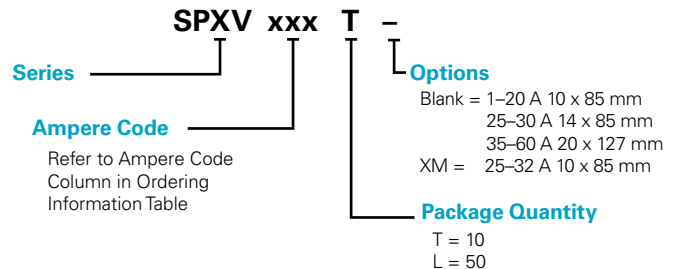 SPXV xxx T –
Series
Options
Blank = 1–20 A 10 x 85 mm
25–30 A 14 x 85 mm
35–60 A 20 x 127 mm
XM = 25–32 A 10 x 85 mm
Ampere Code
Refer to Ampere Code
Column in Ordering
Information Table
Package Quantity
T = 10
L = 50